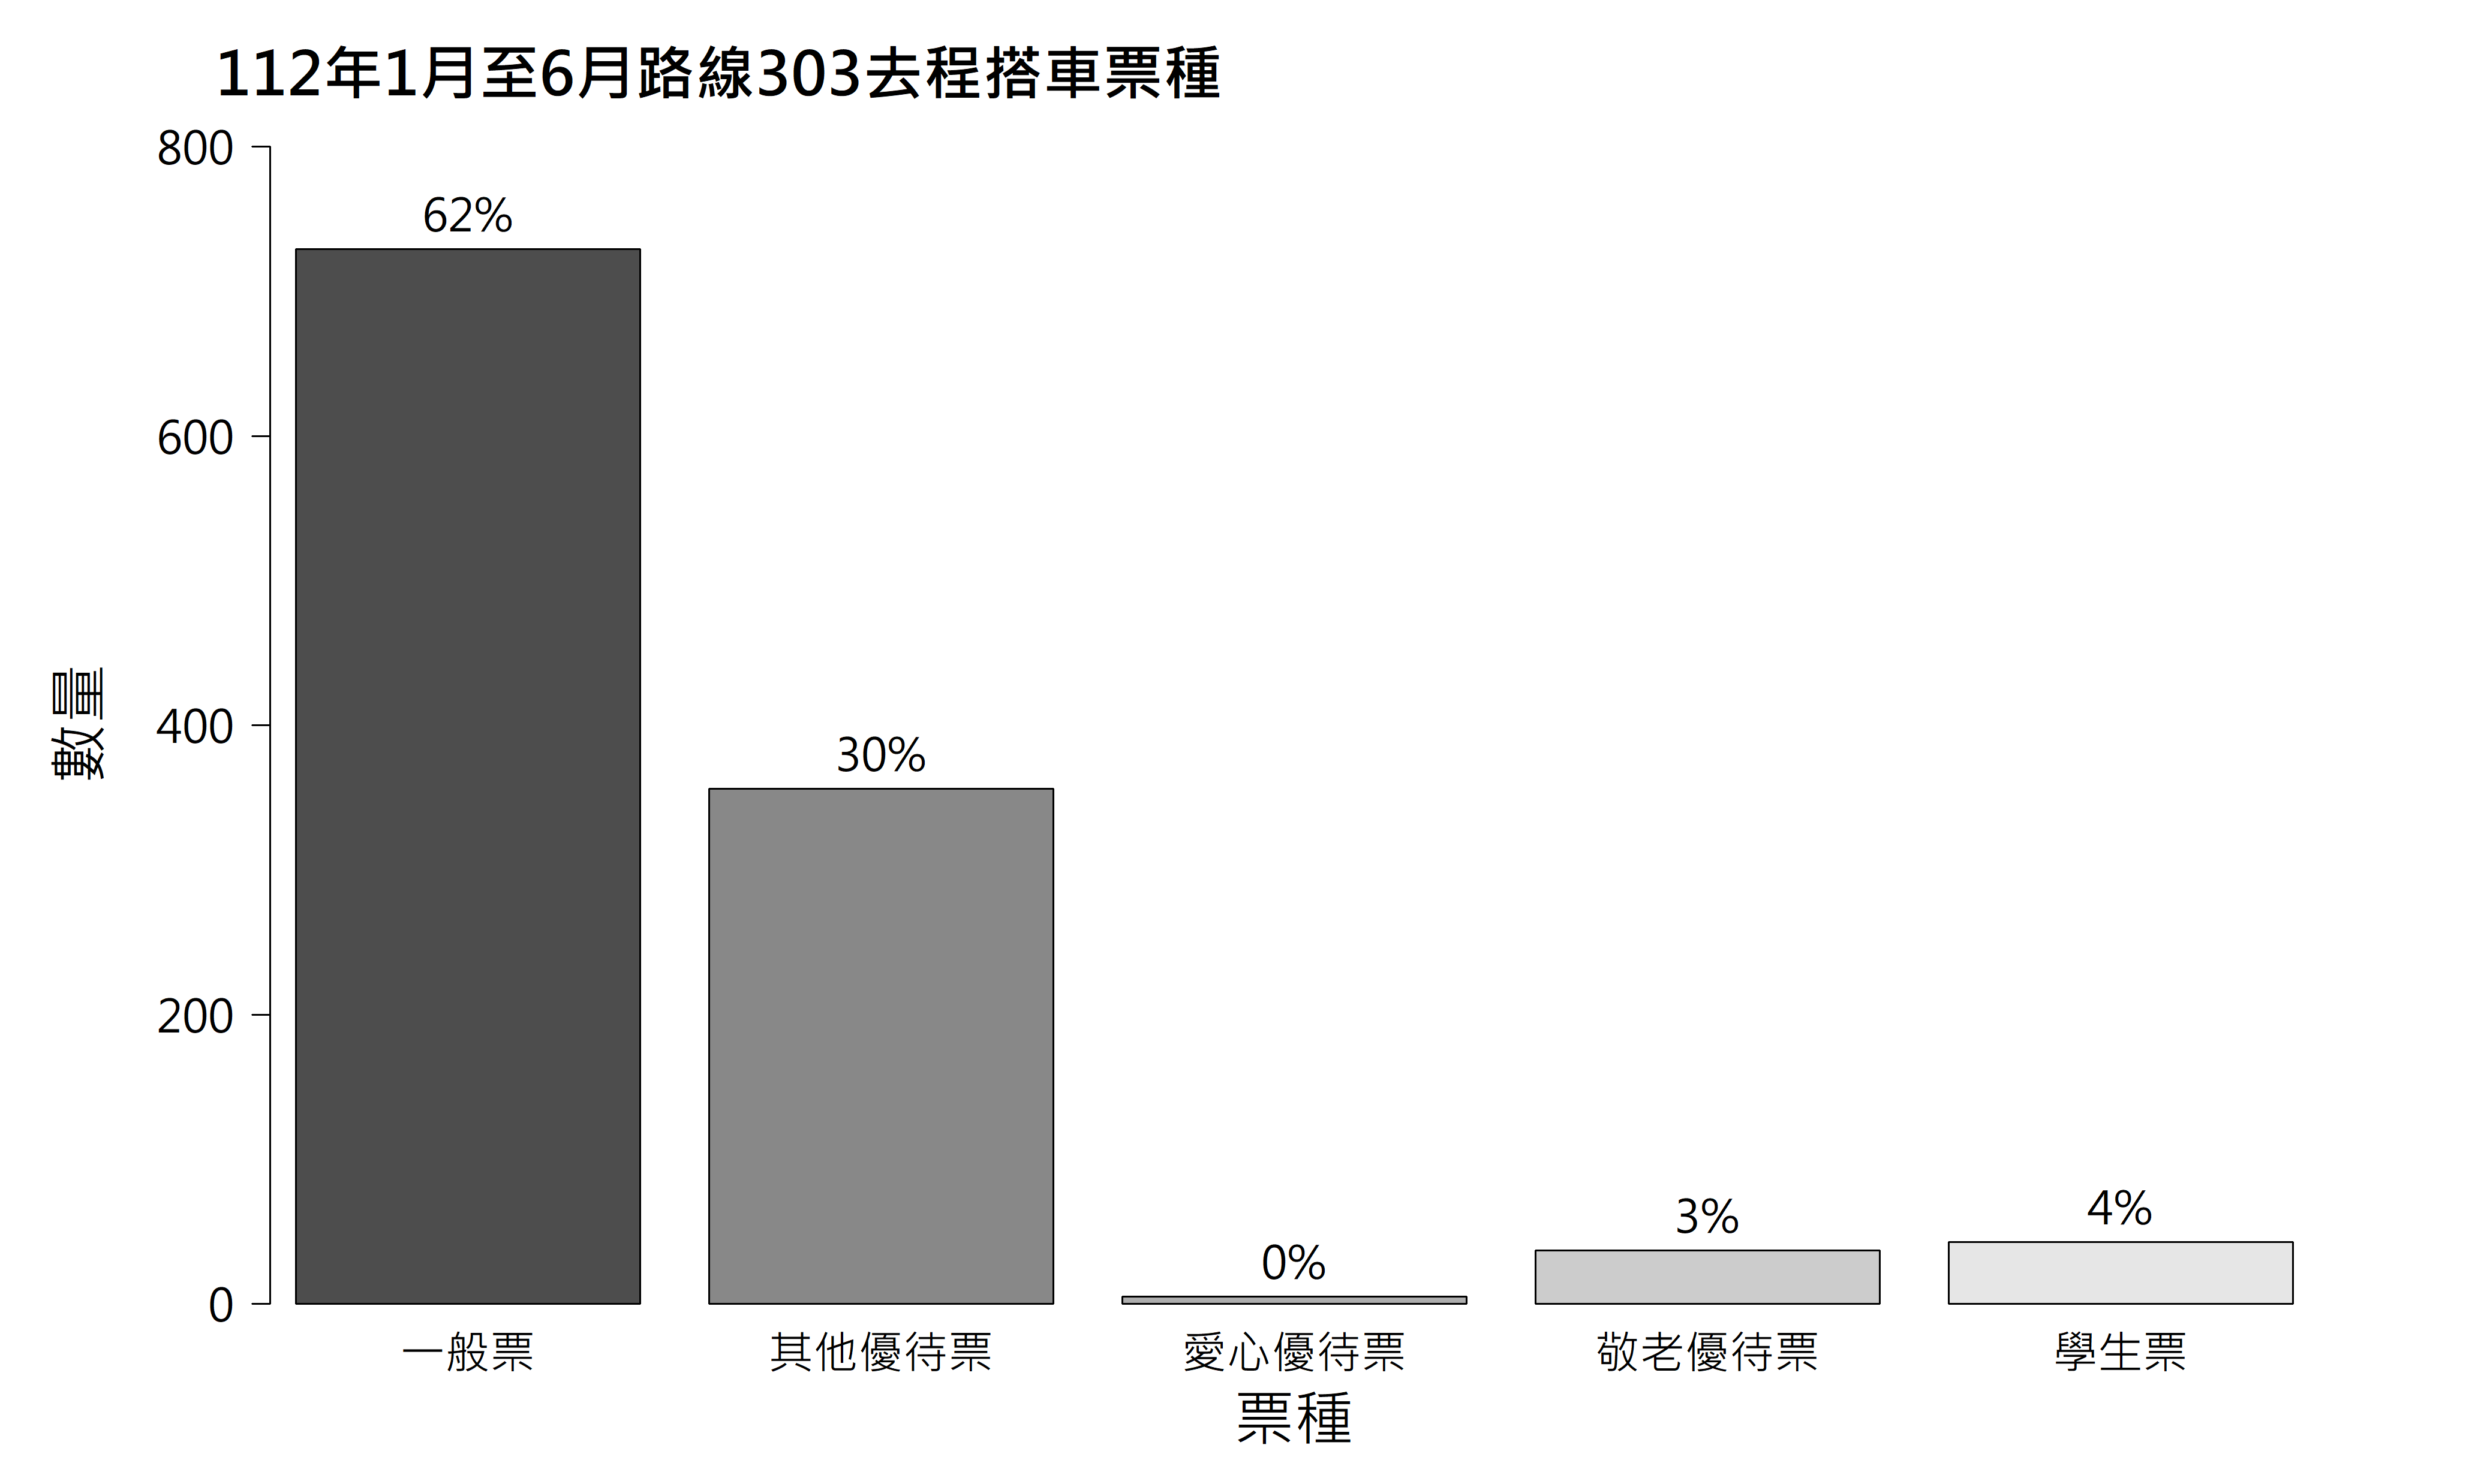 112年1月至6月路線303去程搭車票種
800
600
400
200
0
數量
62%
30%
0%
3%
4%
一般票
其他優待票
愛心優待票
敬老優待票
學生票
票種